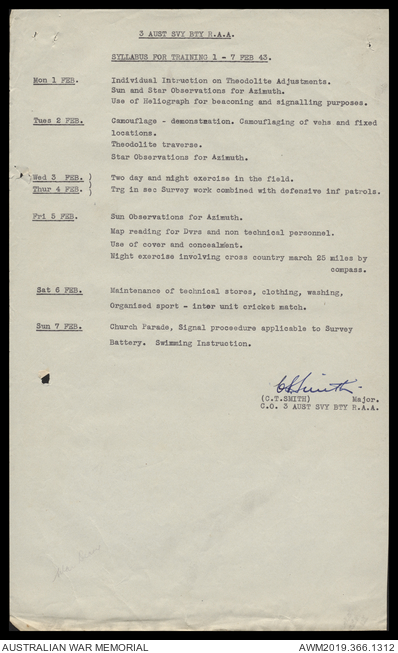 3 AUST SVY BTY R.A.A.
SYLLABUS FOR TRAINING 1 - 7 FEB 43.
Mon 1 FEB. Individual Intruction on Theodolite Adjustments.
Sun and Star Observations for Azimuth.
Use of Heliograph for beaconing and signalling purposes.
Tues 2 FEB. Camouflage - demonstration. Camouflaging of vehs and fixed
locations.
Theodolite traverse.
Star Observations for Azimuth.
Wed 3 FEB. ) Two day and night exercise in the field.
Thur 4 FEB. ) Trg in sec Survey work combined with defensive inf patrols.
Fri 5 FEB. Sun Observations for Azimuth.
Map reading for Dvrs and non technical personnel.
Use of cover and concealment.
Night exercise involving cross country march 25 miles by
compass.
Sat 6 FEB. Maintenance of technical stores, clothing, washing,
Organised sport - inter unit cricket match.
Sun 7 FEB. Church Parade, Signal proceedure applicable to Survey
Battery. Swimming Instruction.
C T Smith
(C.T.SMITH) Major.
C.O. 3 AUST SVY BTY R.A.A.
AUSTRALIAN WAR MEMORIAL AWM2019.366.1312